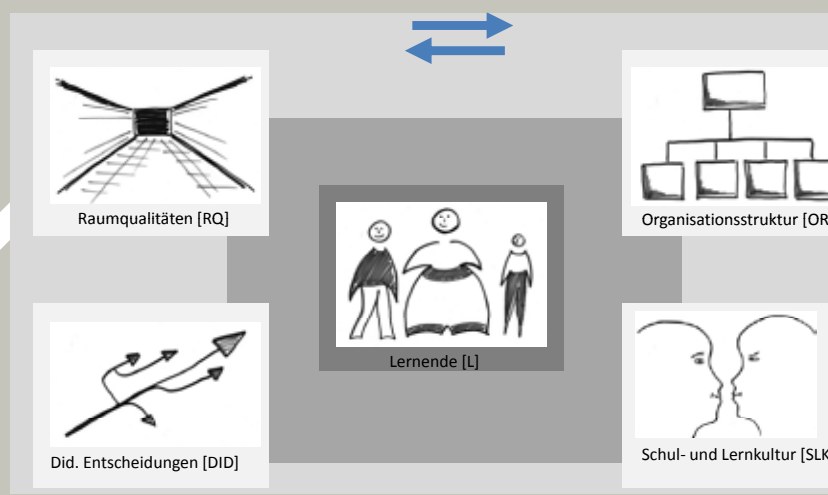 Raumqualitäten [RQ]
Organisationsstruktur [OR
Lernende [L]
Did. Entscheidungen [DID]
Schul- und Lernkultur [SLK